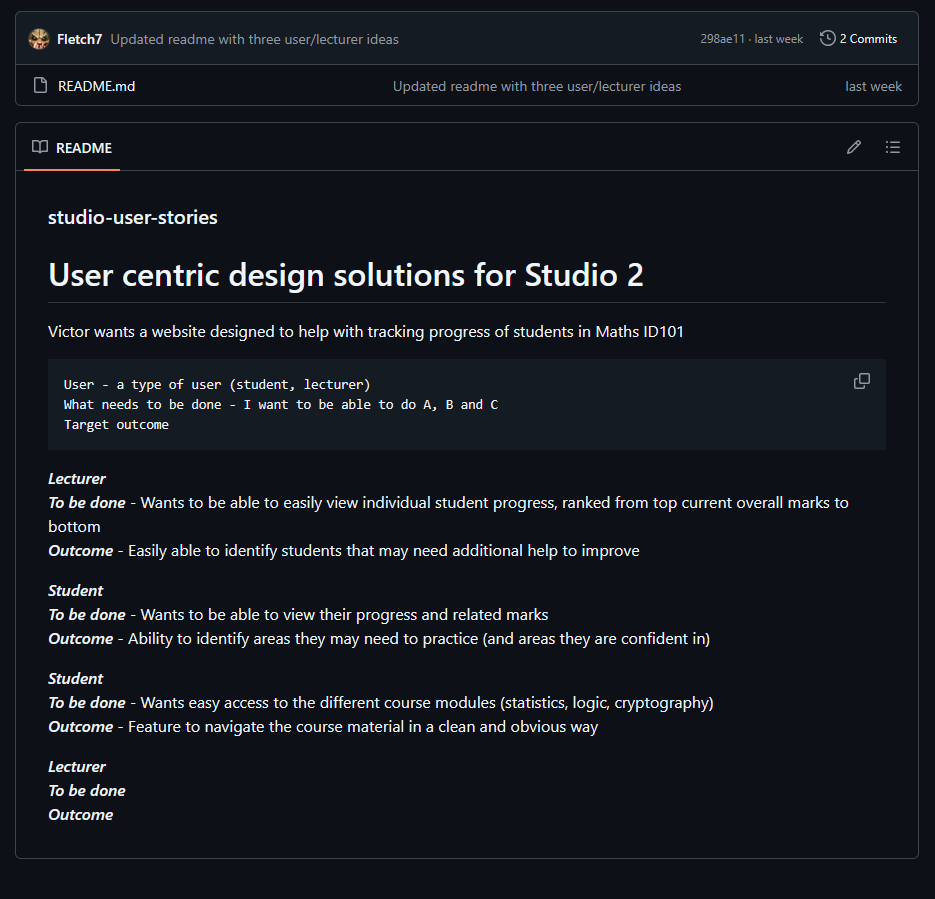 Fletch7 Updated readme with three user/lecturer ideas 298ae11 · last week 2 Commits
README.md Updated readme with three user/lecturer ideas last week
README
studio-user-stories
User centric design solutions for Studio 2
Victor wants a website designed to help with tracking progress of students in Maths ID101
User - a type of user (student, lecturer)
What needs to be done - I want to be able to do A, B and C
Target outcome
Lecturer
To be done - Wants to be able to easily view individual student progress, ranked from top current overall marks to
bottom
Outcome - Easily able to identify students that may need additional help to improve
Student
To be done - Wants to be able to view their progress and related marks
Outcome - Ability to identify areas they may need to practice (and areas they are confident in)
Student
To be done - Wants easy access to the different course modules (statistics, logic, cryptography)
Outcome - Feature to navigate the course material in a clean and obvious way
Lecturer
To be done
Outcome